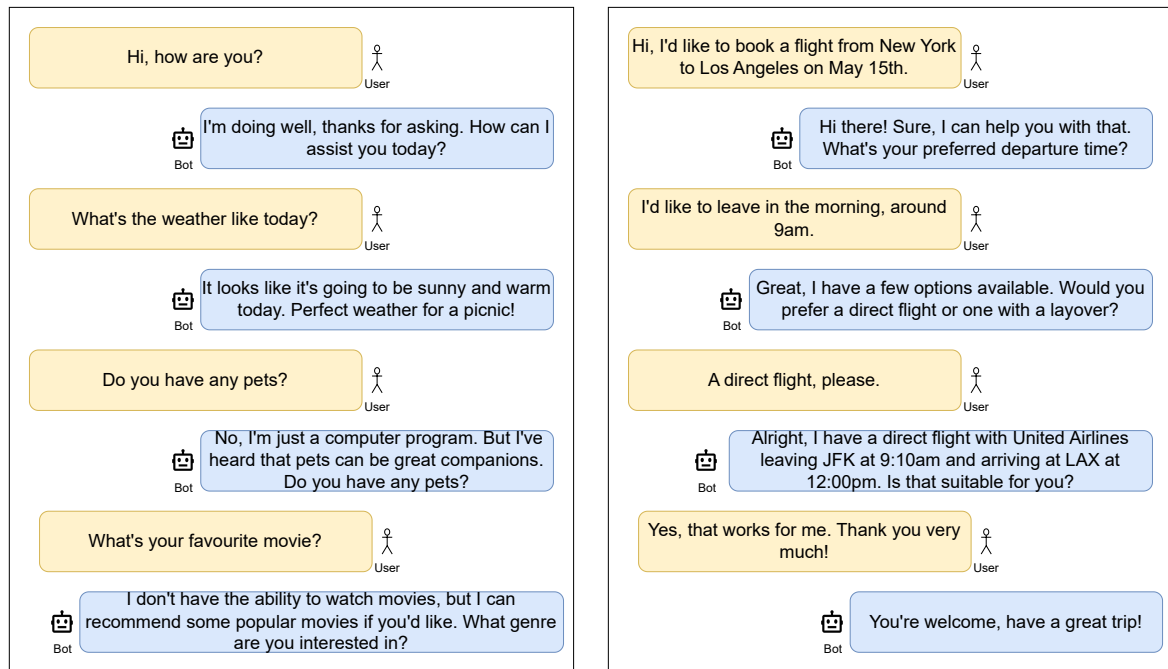 Hi, how are you?
User
I'm doing well, thanks for asking. How can I
assist you today?
Bot
What's the weather like today?
User
It looks like it's going to be sunny and warm
today. Perfect weather for a picnic!
Bot
Do you have any pets?
User
No, I'm just a computer program. But I've
heard that pets can be great companions.
Do you have any pets?
Bot
What's your favourite movie?
User
I don't have the ability to watch movies, but I can
recommend some popular movies if you'd like. What genre
are you interested in?
Bot
Hi, I'd like to book a flight from New York
to Los Angeles on May 15th.
User
Hi there! Sure, I can help you with that.
What's your preferred departure time?
Bot
I'd like to leave in the morning, around
9am.
User
Great, I have a few options available. Would you
prefer a direct flight or one with a layover?
Bot
A direct flight, please.
User
Alright, I have a direct flight with United Airlines
leaving JFK at 9:10am and arriving at LAX at
12:00pm. Is that suitable for you?
Bot
Yes, that works for me. Thank you very
much!
User
You're welcome, have a great trip!
Bot